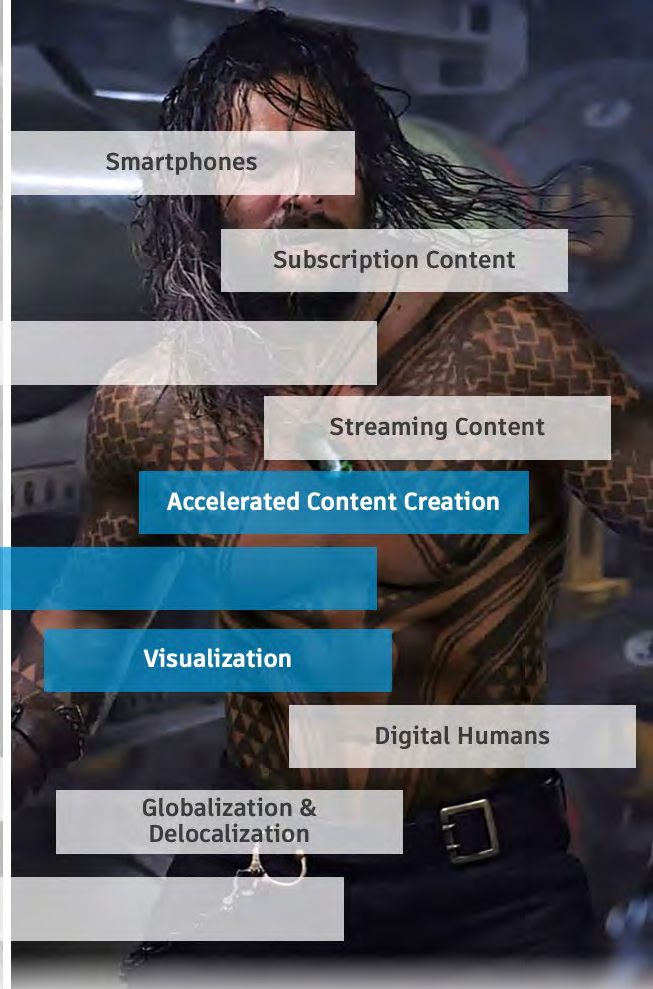 Smartphones
Subscription Content
Streaming Content
Accelerated Content Creation
Visualization
Digital Humans
Globalization &
Delocalization